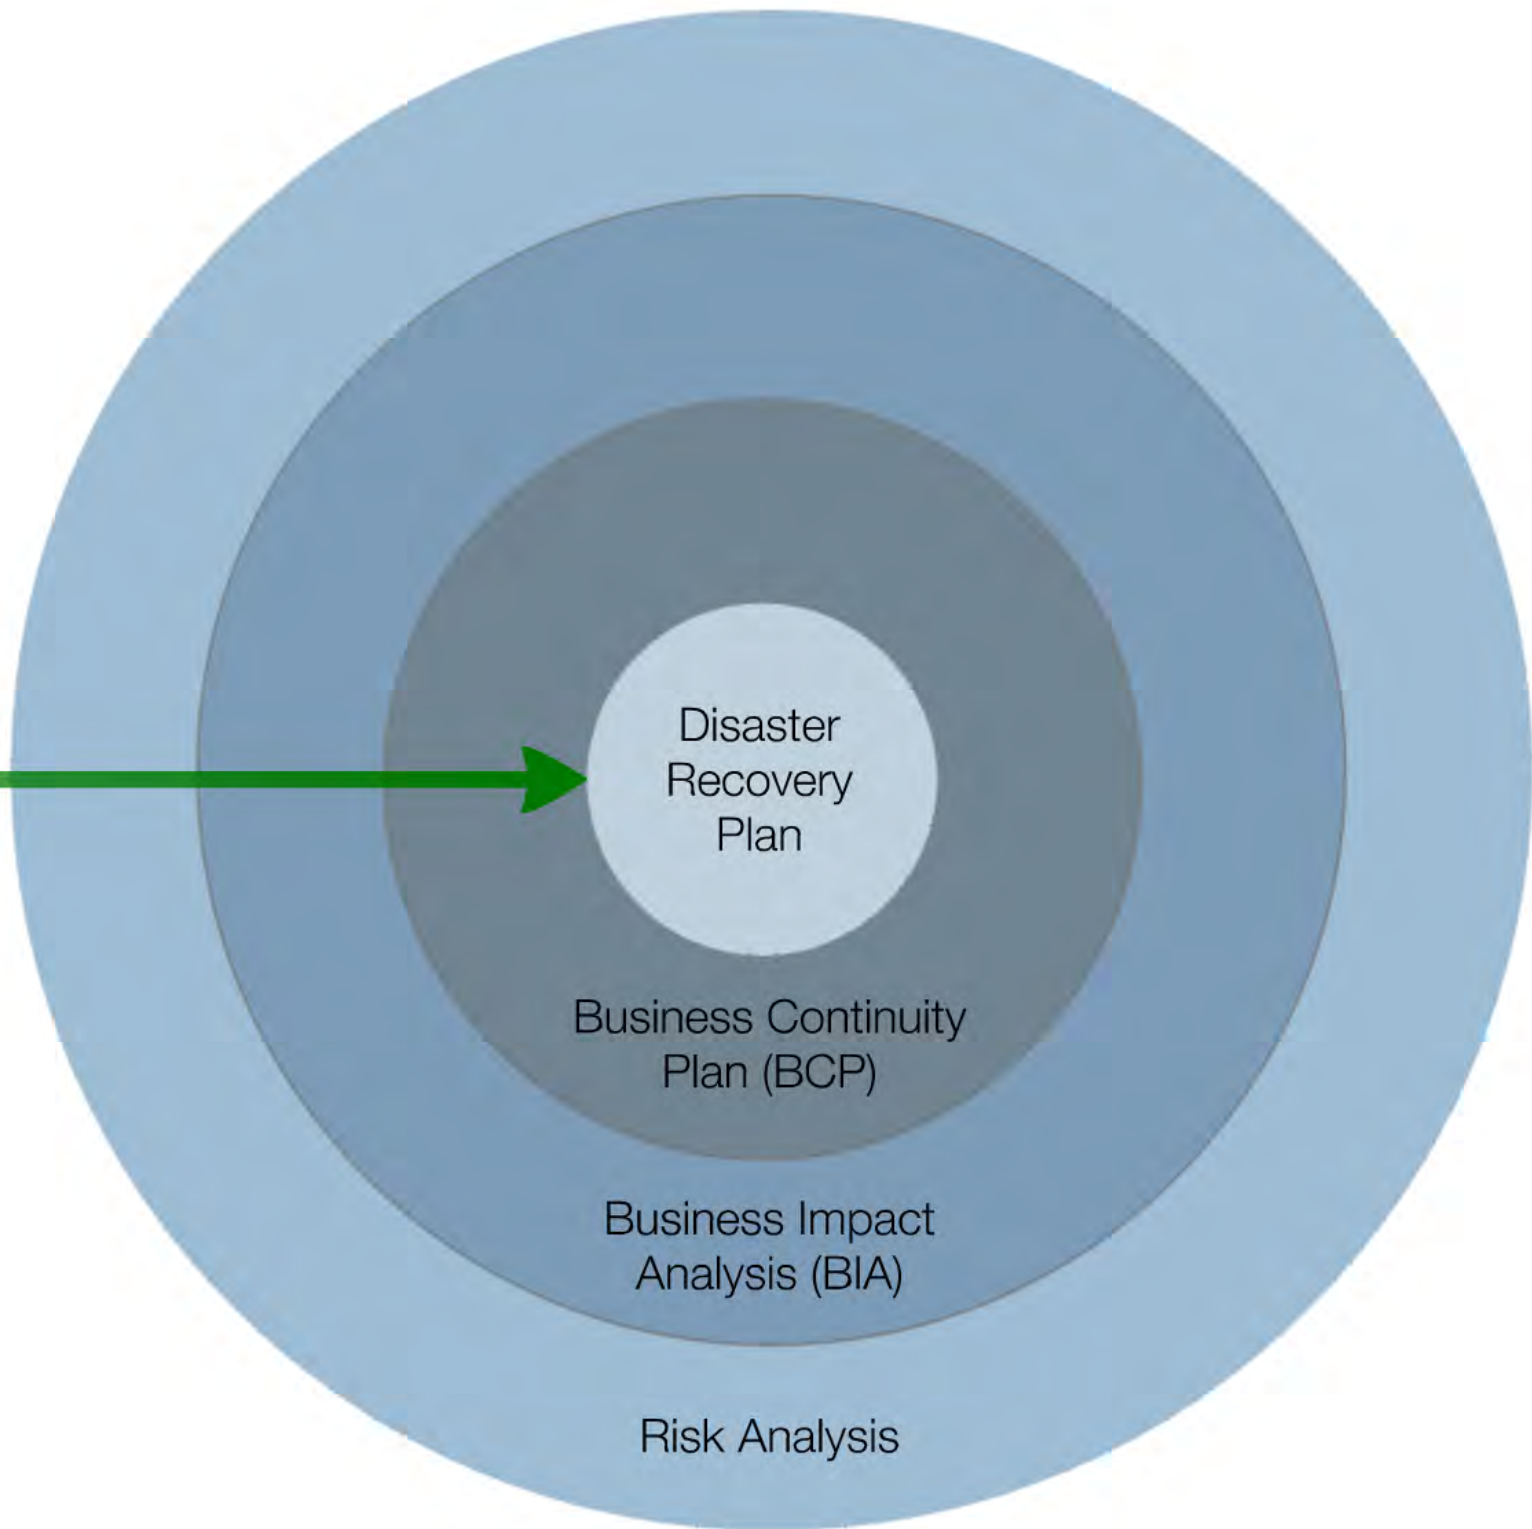 Disaster
Recovery
Plan
Business Continuity
Plan (BCP)
Business Impact
Analysis (BIA)
Risk Analysis